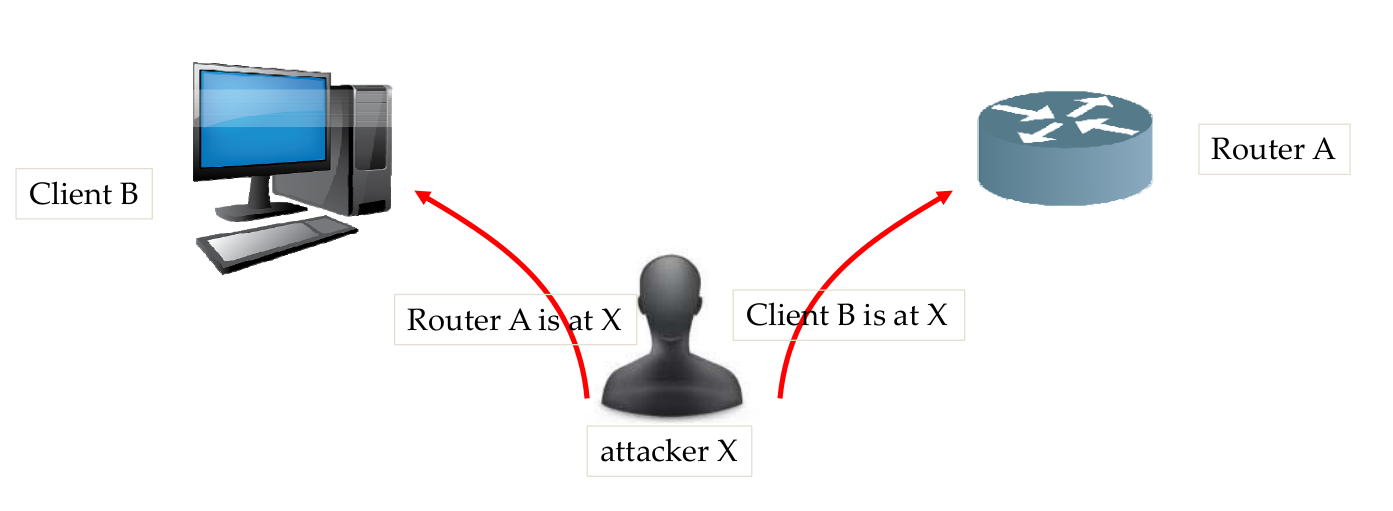 Client B
Router A
Router A is at X
Client B is at X
attacker X